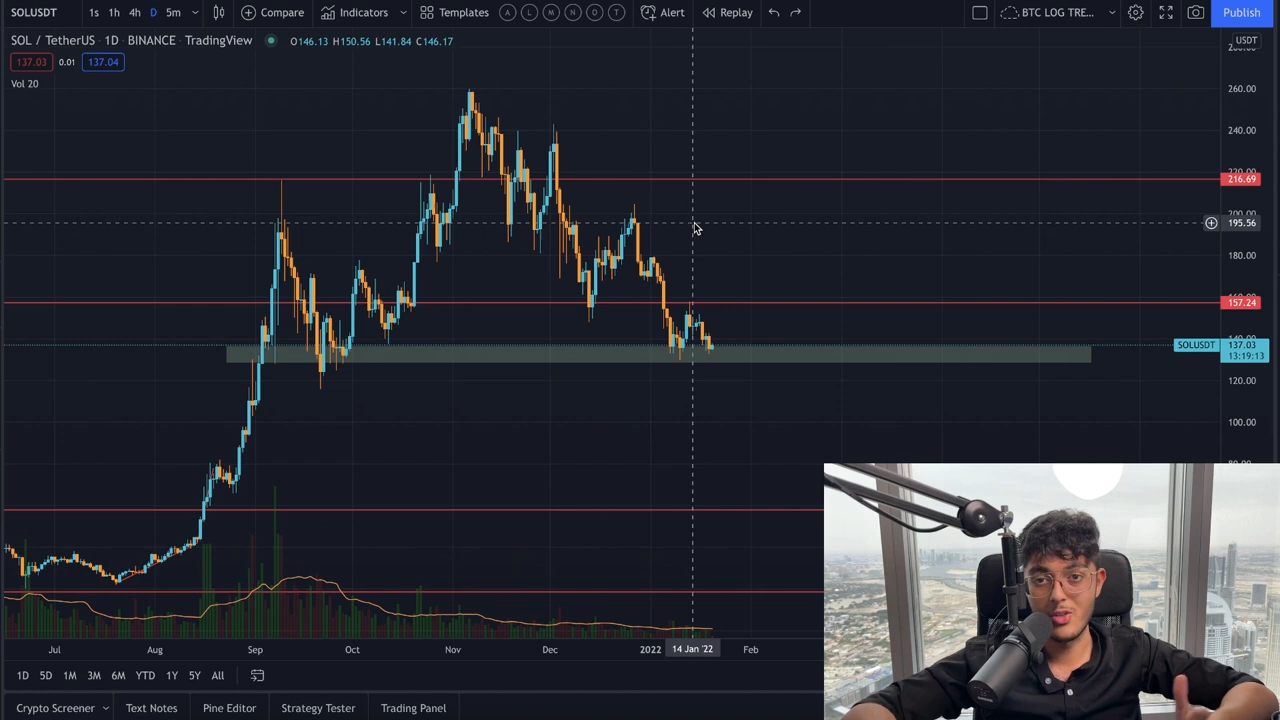 SOLUSDT 1s 1h 4h D 5m Compare Indicators Templates A L M N O T Alert Replay BTC LOG TRE... Publish
SOL / TetherUS · 1D · BINANCE · TradingView O146.13 H150.56 L141.84 C146.17
USDT
137.03 0.01 137.04
Vol 20
260.00
240.00
216.69
195.56
180.00
157.24
SOLUSDT 137.03
13:19:13
120.00
100.00
Jul Aug Sep Oct Nov Dec 2022 14 Jan '22 Feb
1D 5D 1M 3M 6M YTD 1Y 5Y All
Crypto Screener Text Notes Pine Editor Strategy Tester Trading Panel